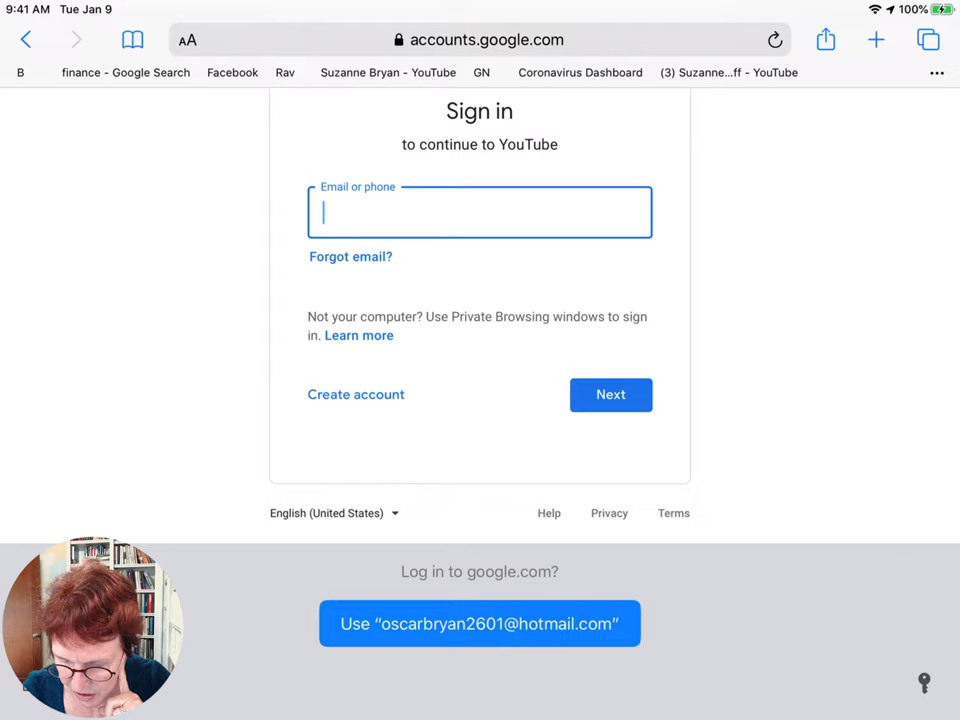 9:41 AM Tue Jan 9 100%
AA accounts.google.com
B finance - Google Search Facebook Rav Suzanne Bryan - YouTube GN Coronavirus Dashboard (3) Suzanne...ff - YouTube
Sign in
to continue to YouTube
Email or phone
Forgot email?
Not your computer? Use Private Browsing windows to sign
in. Learn more
Create account Next
English (United States) Help Privacy Terms
Log in to google.com?
Use “oscarbryan2601@hotmail.com”